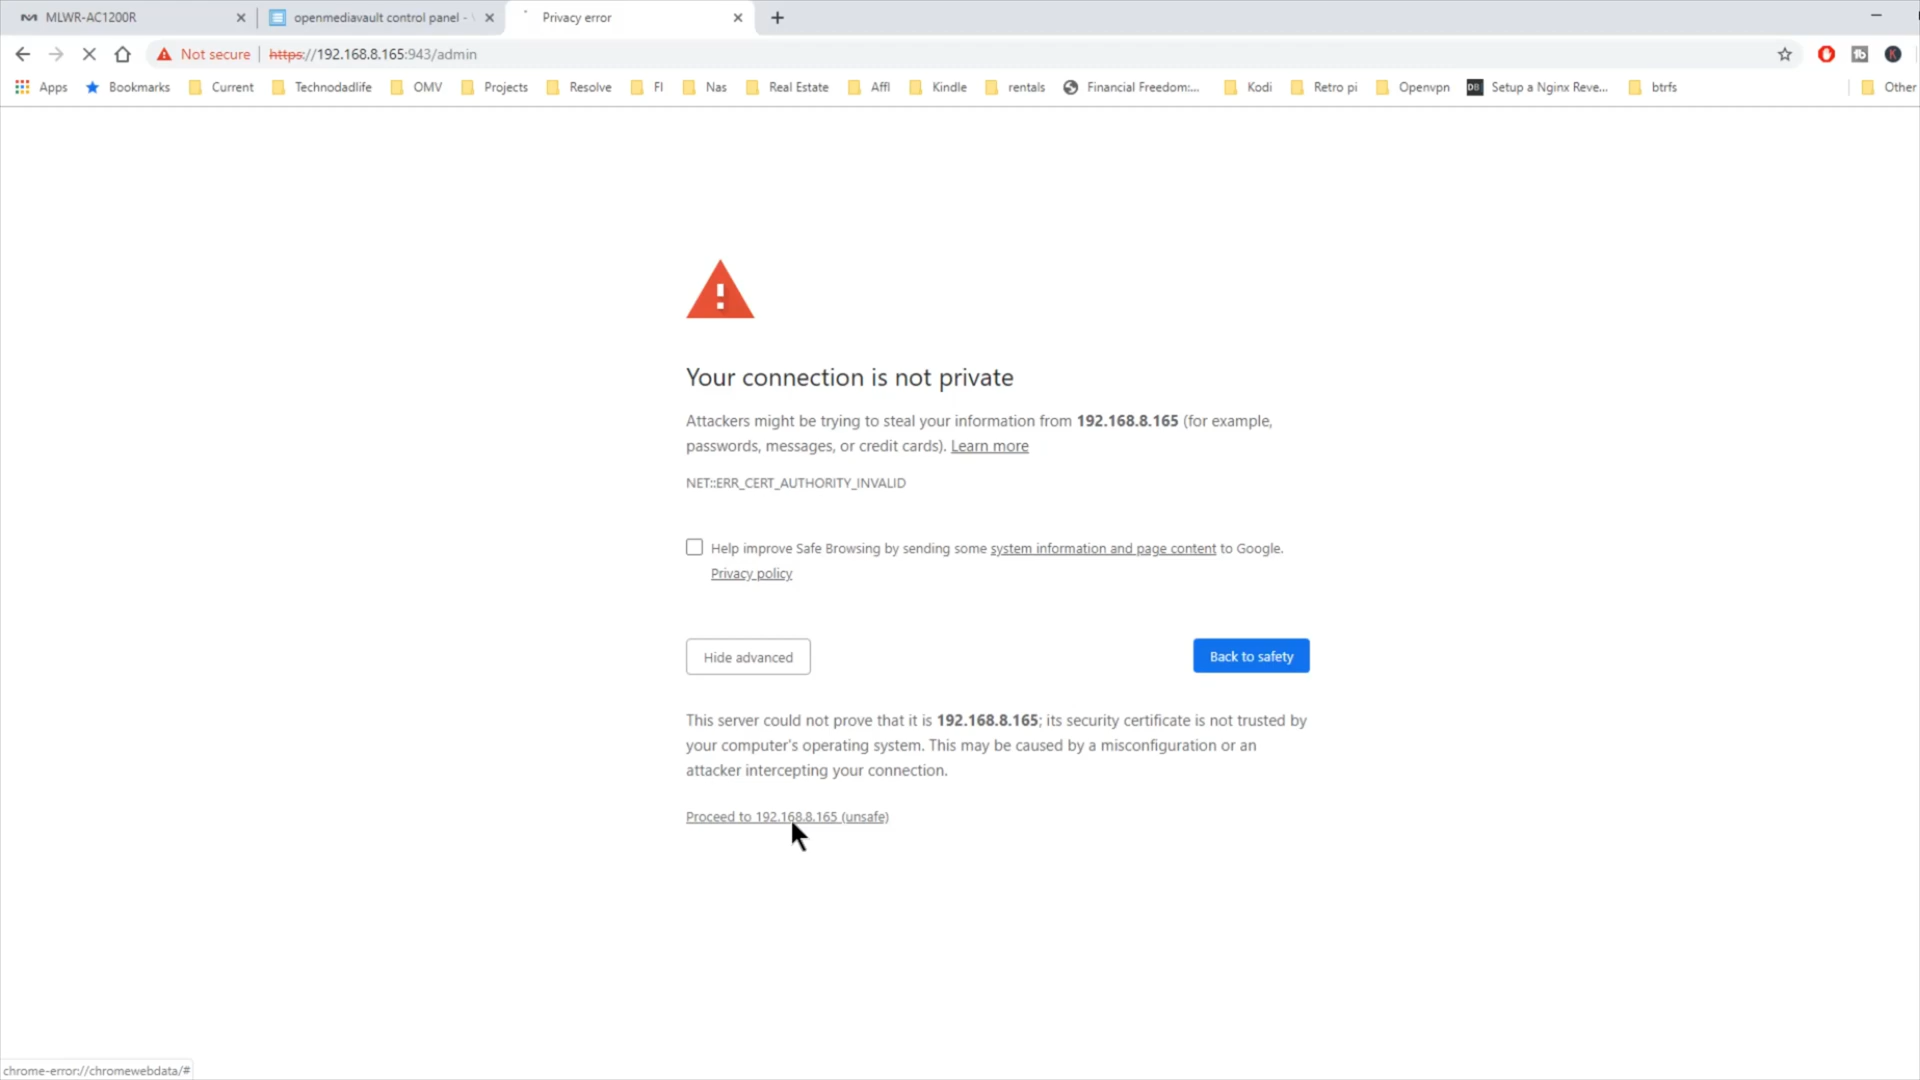 MLWR-AC1200R
openmediavault control panel -
Privacy error
Not secure
https://192.168.8.165:943/admin
Apps
Bookmarks
Current
Technodadlife
OMV
Projects
Resolve
FI
Nas
Real Estate
Affl
Kindle
rentals
Financial Freedom:...
Kodi
Retro pi
Openvpn
DB
Setup a Nginx Reve...
btrfs
Other
Your connection is not private
Attackers might be trying to steal your information from 192.168.8.165 (for example,
passwords, messages, or credit cards). Learn more
NET::ERR_CERT_AUTHORITY_INVALID
Help improve Safe Browsing by sending some system information and page content to Google.
Privacy policy
Hide advanced
Back to safety
This server could not prove that it is 192.168.8.165; its security certificate is not trusted by
your computer's operating system. This may be caused by a misconfiguration or an
attacker intercepting your connection.
Proceed to 192.168.8.165 (unsafe)
chrome-error://chromewebdata/#